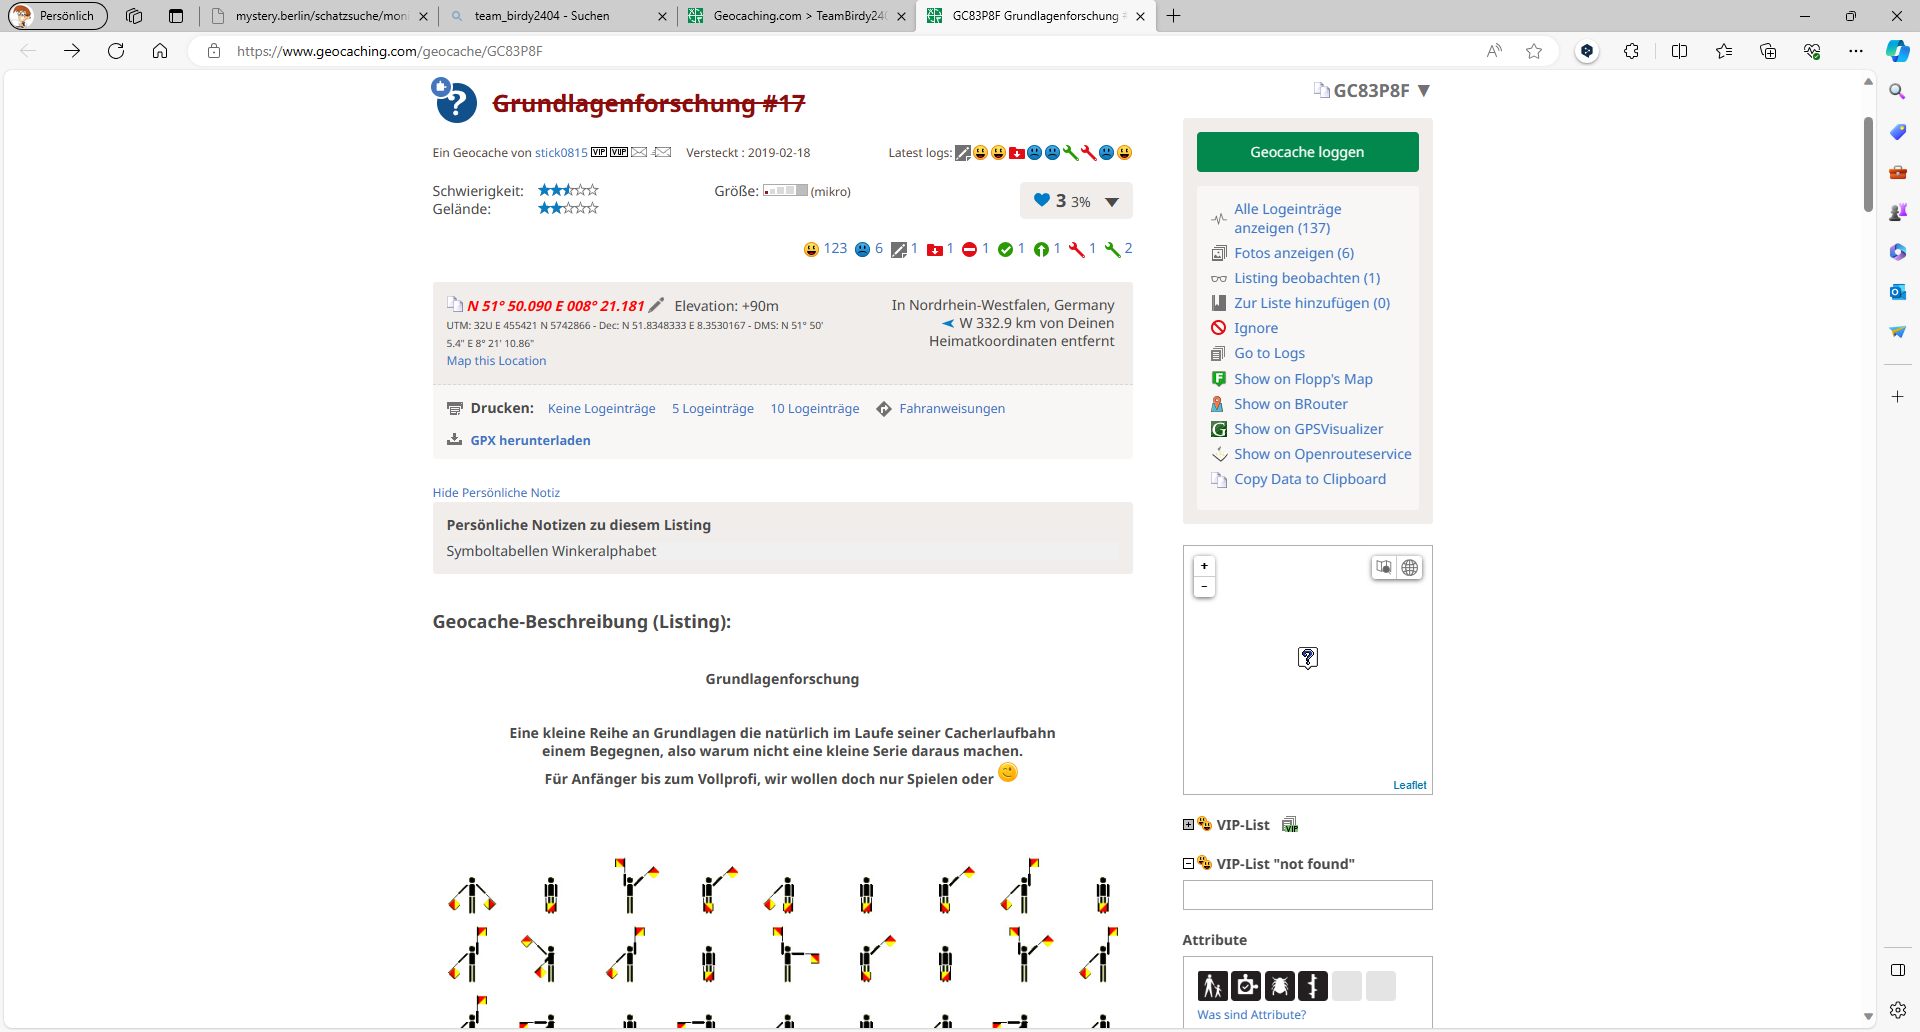 Persönlich
mystery.berlin/schatzsuche/moni
team_birdy2404 - Suchen
Geocaching.com > TeamBirdy240
GC83P8F Grundlagenforschung #
https://www.geocaching.com/geocache/GC83P8F
Grundlagenforschung #17
Ein Geocache von stick0815 VIP VUP Versteckt : 2019-02-18 Latest logs:
Schwierigkeit: Größe: (mikro)
Gelände:
3 3%
123 6 1 1 1 1 1 1 2
N 51° 50.090 E 008° 21.181 Elevation: +90m
UTM: 32U E 455421 N 5742866 - Dec: N 51.8348333 E 8.3530167 - DMS: N 51° 50'
5.4" E 8° 21' 10.86"
Map this Location
In Nordrhein-Westfalen, Germany
W 332.9 km von Deinen
Heimatkoordinaten entfernt
Drucken: Keine Logeinträge 5 Logeinträge 10 Logeinträge Fahranweisungen
GPX herunterladen
Hide Persönliche Notiz
Persönliche Notizen zu diesem Listing
Symboltabellen Winkeralphabet
Geocache-Beschreibung (Listing):
Grundlagenforschung
Eine kleine Reihe an Grundlagen die natürlich im Laufe seiner Cacherlaufbahn
einem Begegnen, also warum nicht eine kleine Serie daraus machen.
Für Anfänger bis zum Vollprofi, wir wollen doch nur Spielen oder
GC83P8F ▼
Geocache loggen
Alle Logeinträge
anzeigen (137)
Fotos anzeigen (6)
Listing beobachten (1)
Zur Liste hinzufügen (0)
Ignore
Go to Logs
Show on Flopp's Map
Show on BRouter
Show on GPSVisualizer
Show on Openrouteservice
Copy Data to Clipboard
+
-
Leaflet
VIP-List VIP
VIP-List "not found"
Attribute
Was sind Attribute?